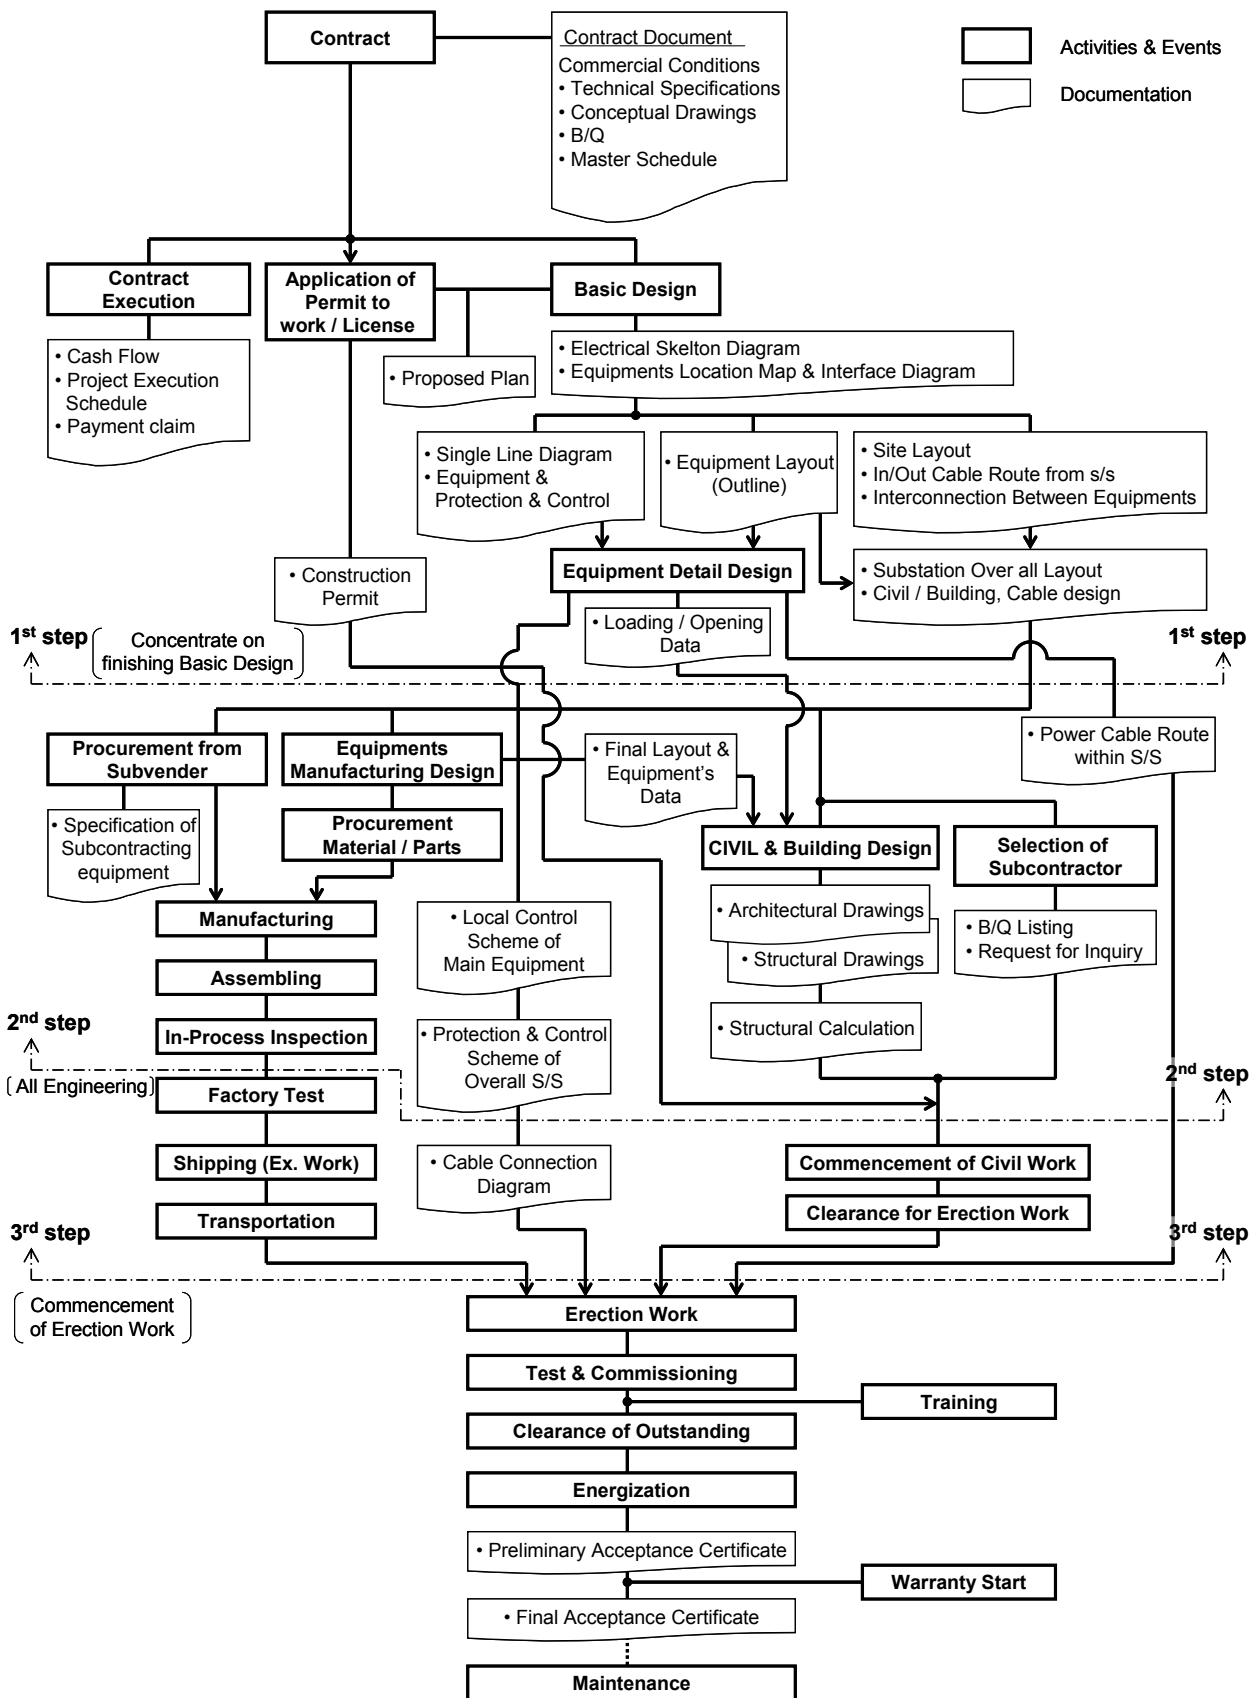 Contract
Contract Document
Commercial Conditions
• Technical Specifications
• Conceptual Drawings
• B/Q
• Master Schedule
Activities & Events
Documentation
Contract
Execution
Application of
Permit to
work / License
Basic Design
• Cash Flow
• Project Execution
Schedule
• Payment claim
• Proposed Plan
• Electrical Skelton Diagram
• Equipments Location Map & Interface Diagram
• Single Line Diagram
• Equipment &
Protection & Control
• Equipment Layout
(Outline)
• Site Layout
• In/Out Cable Route from s/s
• Interconnection Between Equipments
• Construction
Permit
Equipment Detail Design
• Substation Over all Layout
• Civil / Building, Cable design
• Loading / Opening
Data
1st step
Concentrate on
finishing Basic Design
1st step
Procurement from
Subvender
Equipments
Manufacturing Design
• Final Layout &
Equipment's
Data
• Power Cable Route
within S/S
• Specification of
Subcontracting
equipment
Procurement
Material / Parts
CIVIL & Building Design
Selection of
Subcontractor
Manufacturing
• Local Control
Scheme of
Main Equipment
• Architectural Drawings
• Structural Drawings
• B/Q Listing
• Request for Inquiry
Assembling
2nd step
In-Process Inspection
• Protection & Control
Scheme of
Overall S/S
• Structural Calculation
All Engineering
Factory Test
2nd step
Shipping (Ex. Work)
• Cable Connection
Diagram
Commencement of Civil Work
Transportation
Clearance for Erection Work
3rd step
3rd step
Commencement
of Erection Work
Erection Work
Test & Commissioning
Training
Clearance of Outstanding
Energization
• Preliminary Acceptance Certificate
Warranty Start
• Final Acceptance Certificate
Maintenance